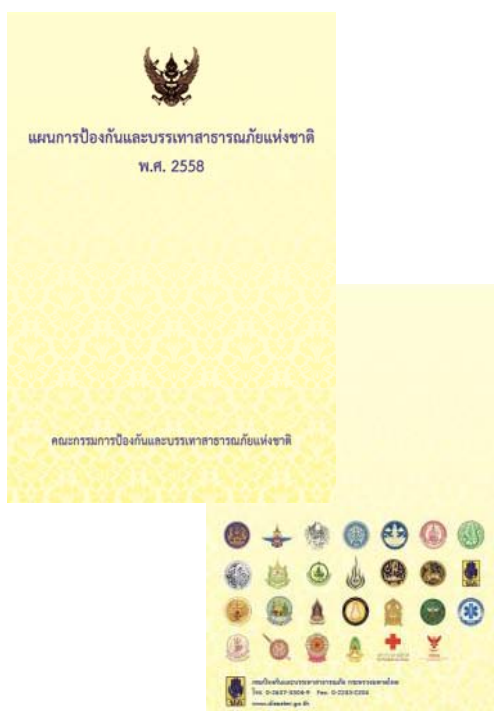 แผนการป้องกันและบรรเทาสาธารณภัยแห่งชาติ
พ.ศ. 2558
คณะกรรมการป้องกันและบรรเทาสาธารณภัยแห่งชาติ
กรมป้องกันและบรรเทาสาธารณภัย กระทรวงมหาดไทย
www.disaster.go.th